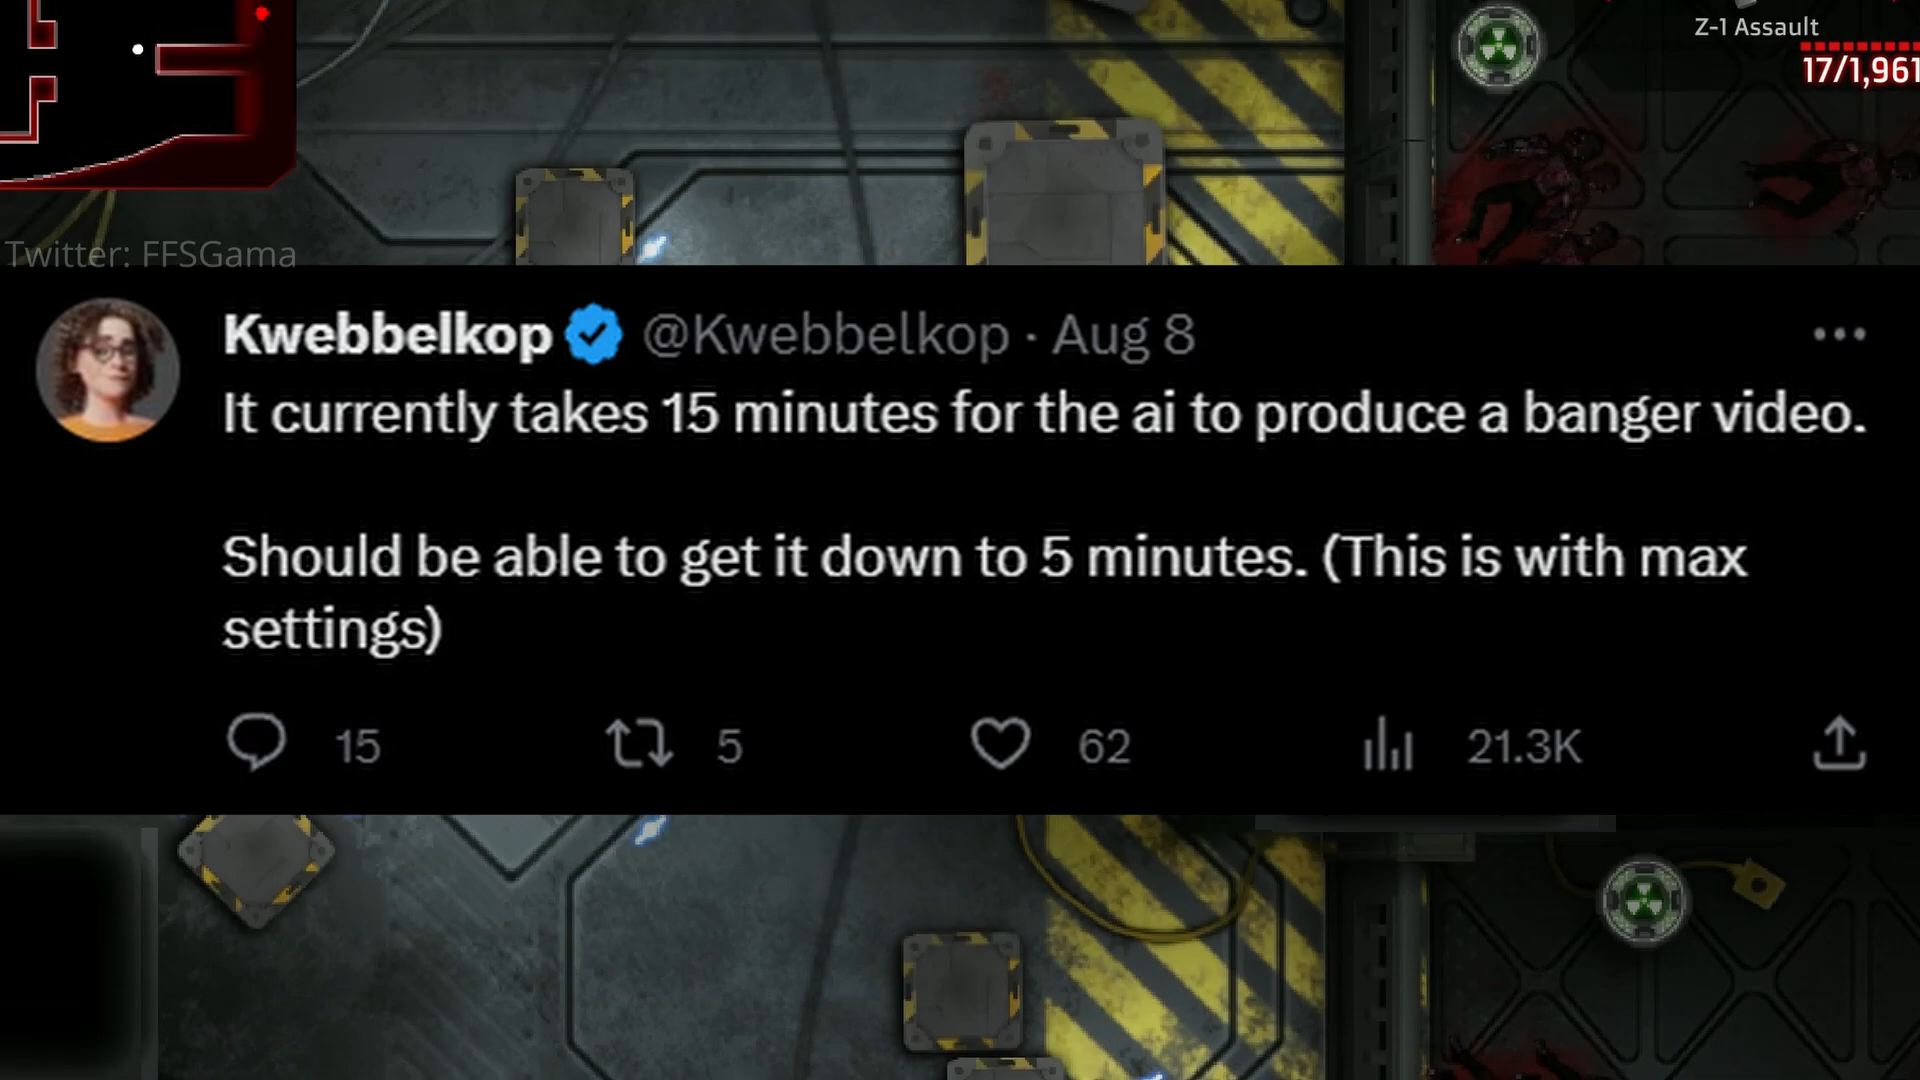 Z-1 Assault
17/1,961
Twitter: FFSGama
Kwebbelkop @Kwebbelkop · Aug 8
It currently takes 15 minutes for the ai to produce a banger video.
Should be able to get it down to 5 minutes. (This is with max
settings)
15 5 62 21.3K